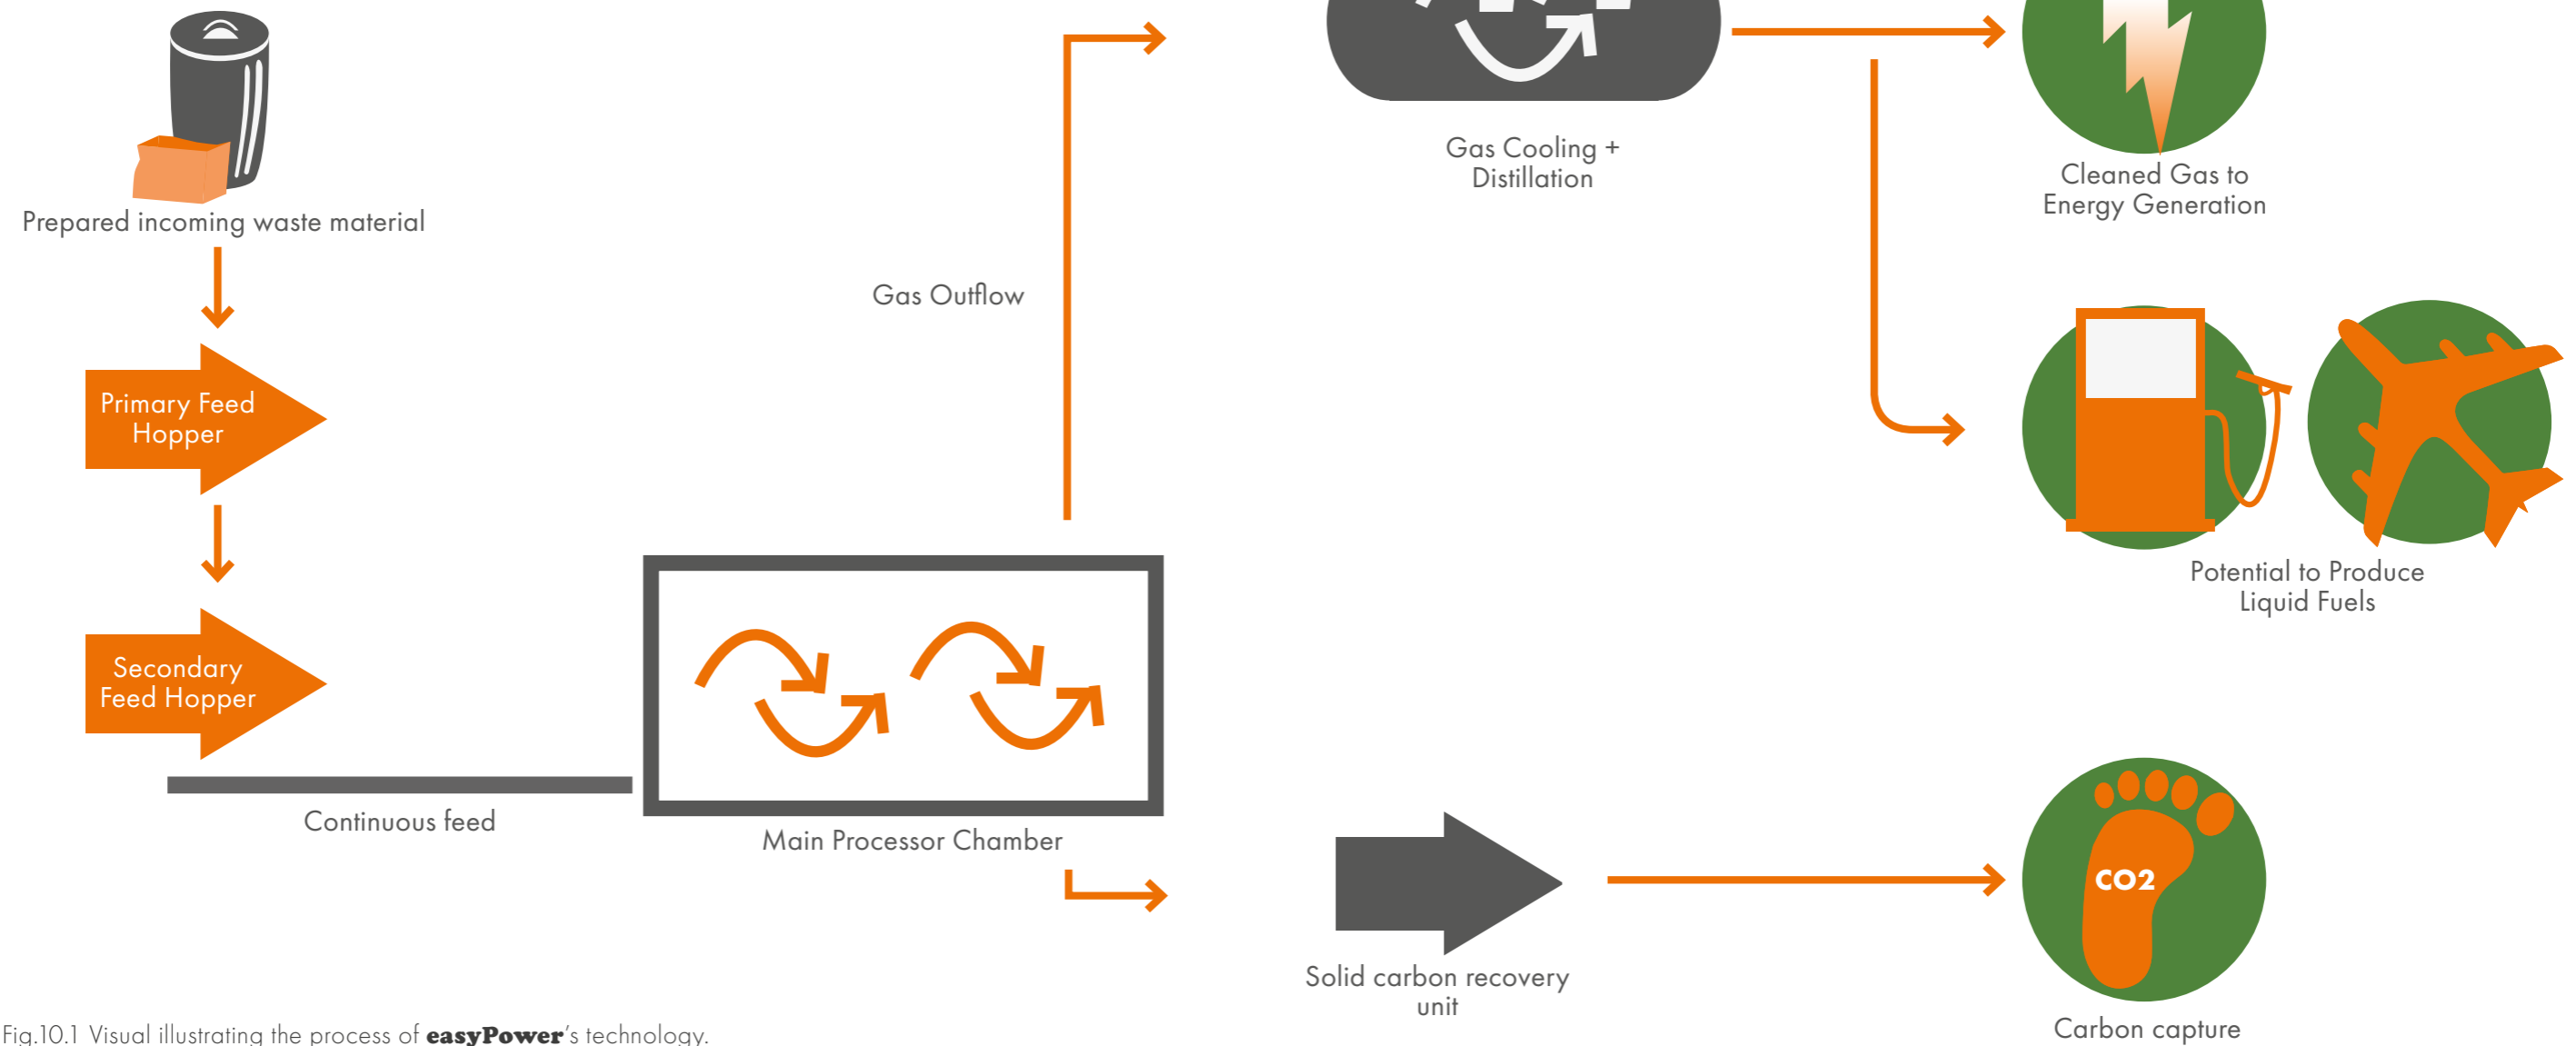 Prepared incoming waste material
Primary Feed
Hopper
Secondary
Feed Hopper
Continuous feed
Gas Outflow
Main Processor Chamber
Gas Cooling +
Distillation
Cleaned Gas to
Energy Generation
Potential to Produce
Liquid Fuels
Solid carbon recovery
unit
CO2
Carbon capture
Fig.10.1 Visual illustrating the process of easyPower's technology.